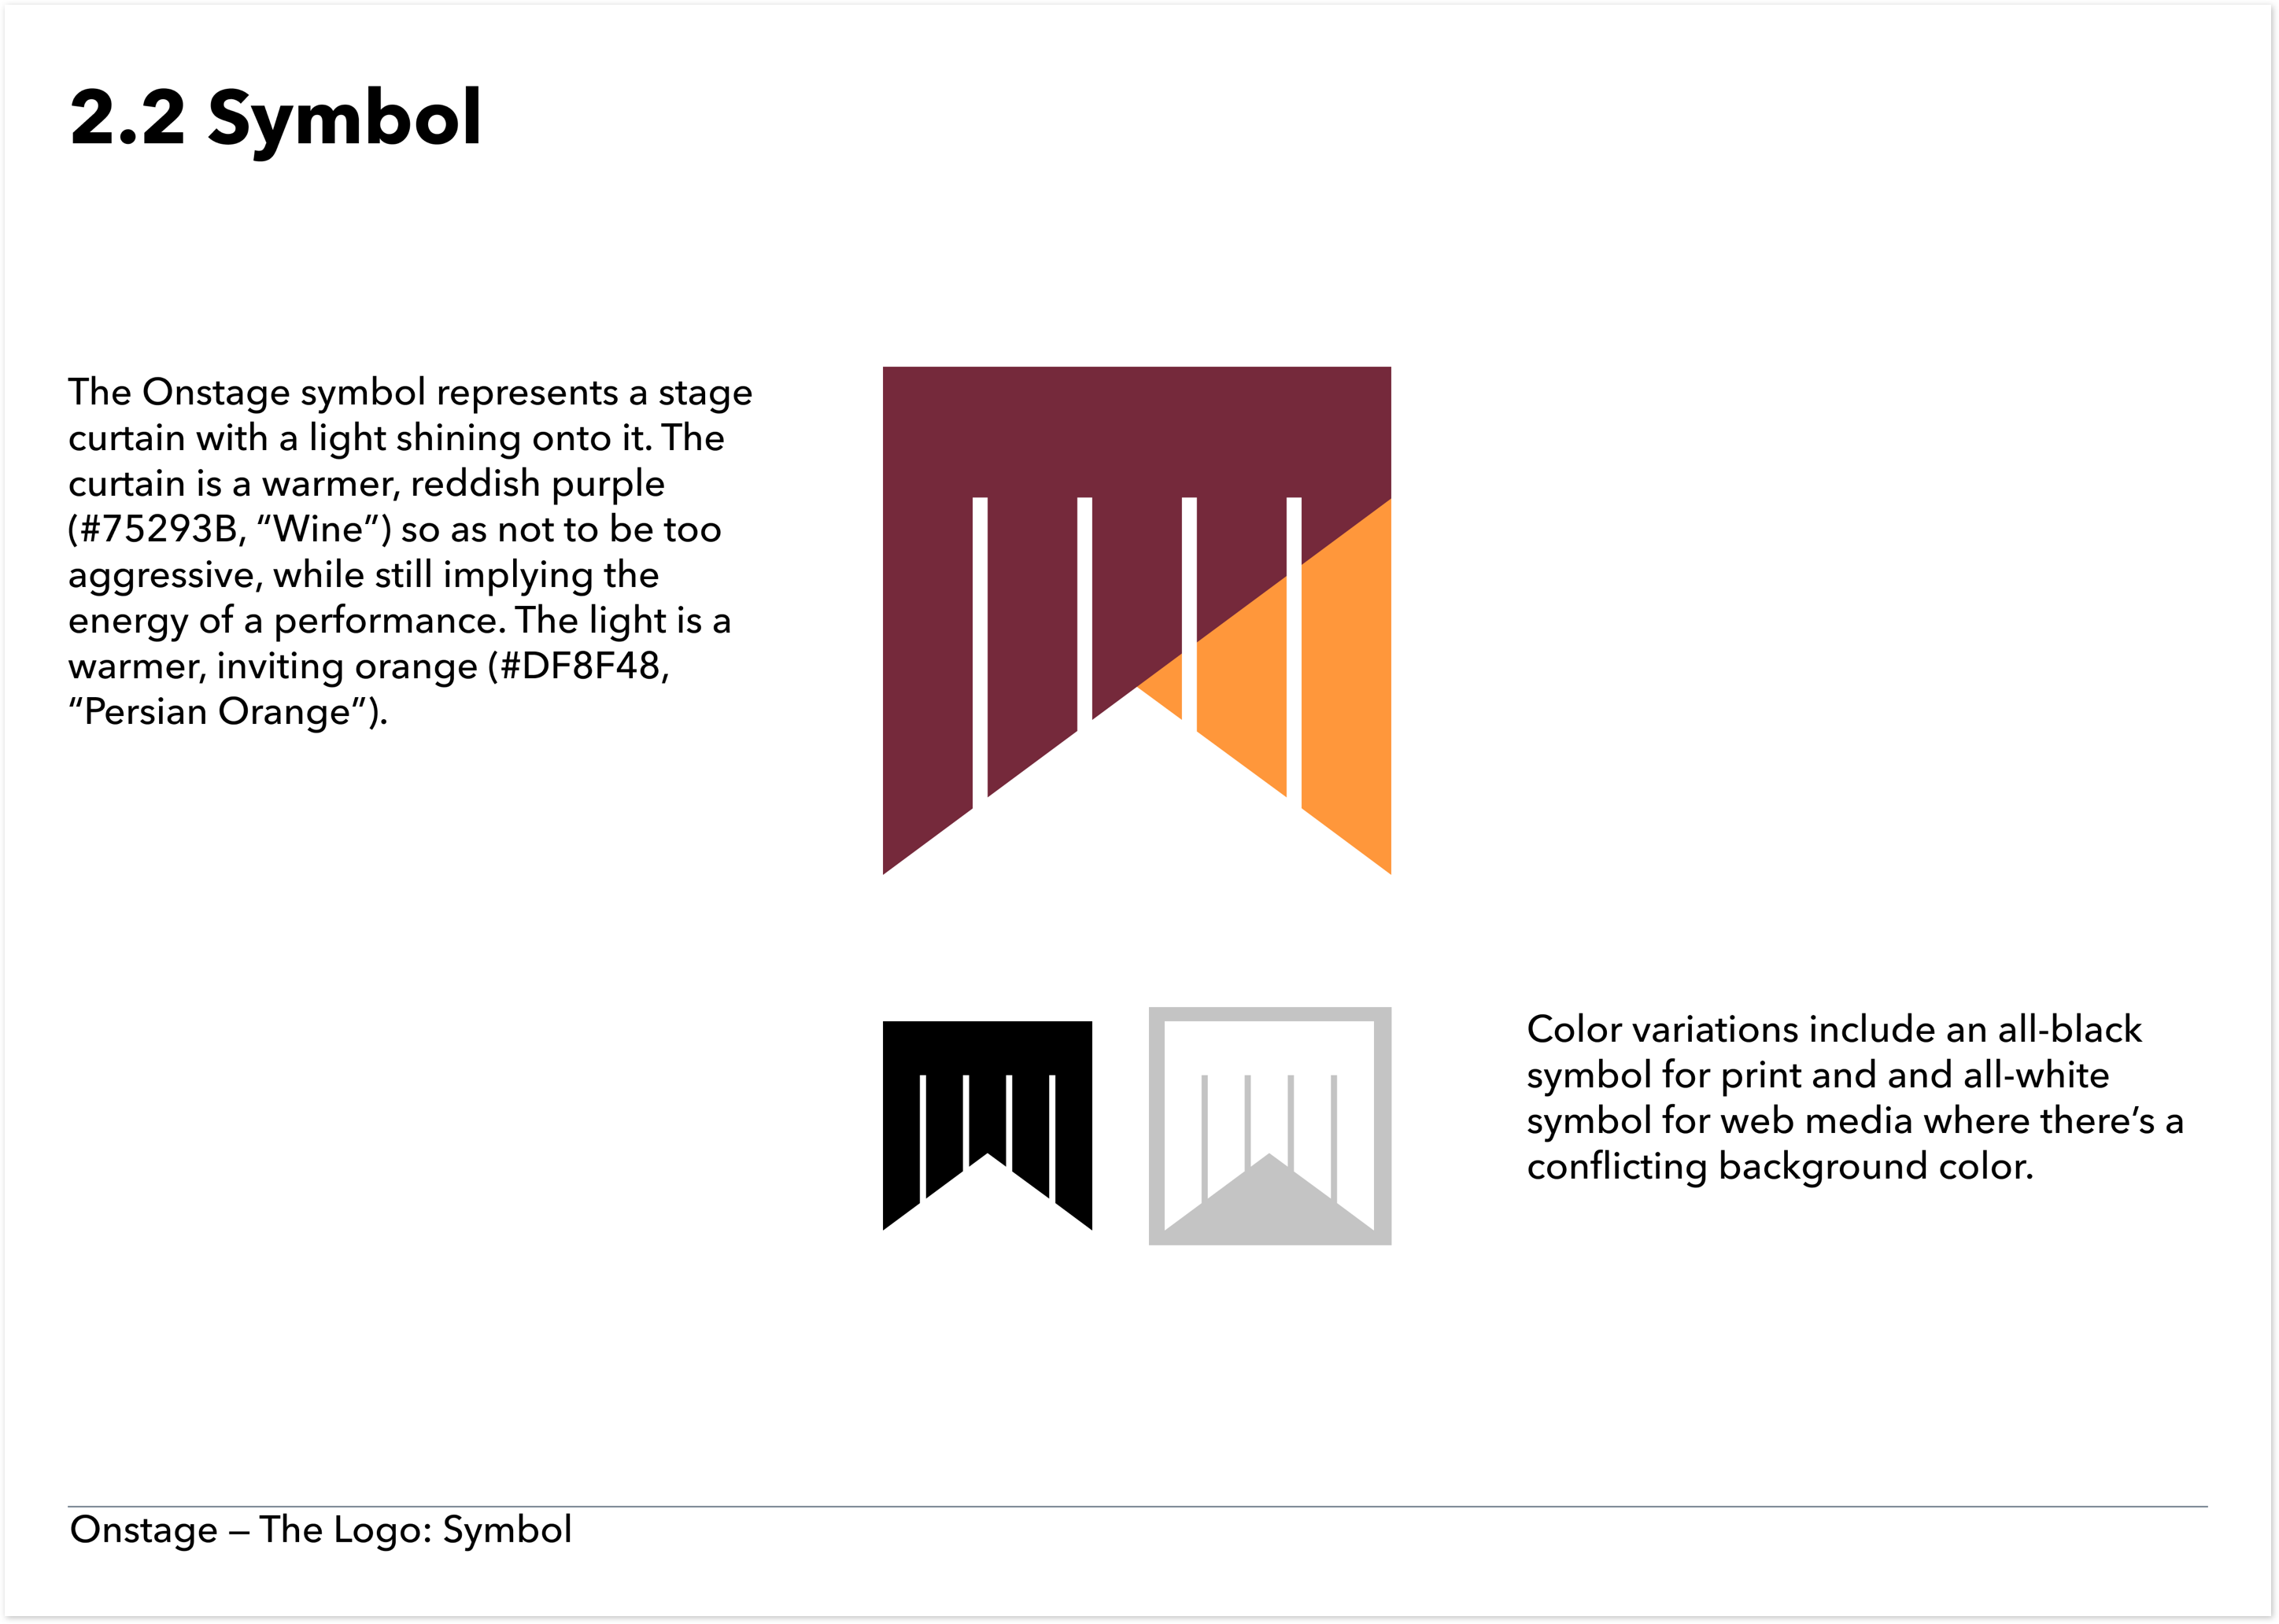 2.2 Symbol
The Onstage symbol represents a stage
curtain with a light shining onto it. The
curtain is a warmer, reddish purple
(#75293B, “Wine”) so as not to be too
aggressive, while still implying the
energy of a performance. The light is a
warmer, inviting orange (#DF8F48,
“Persian Orange”).
Color variations include an all-black
symbol for print and and all-white
symbol for web media where there’s a
conflicting background color.
Onstage – The Logo: Symbol